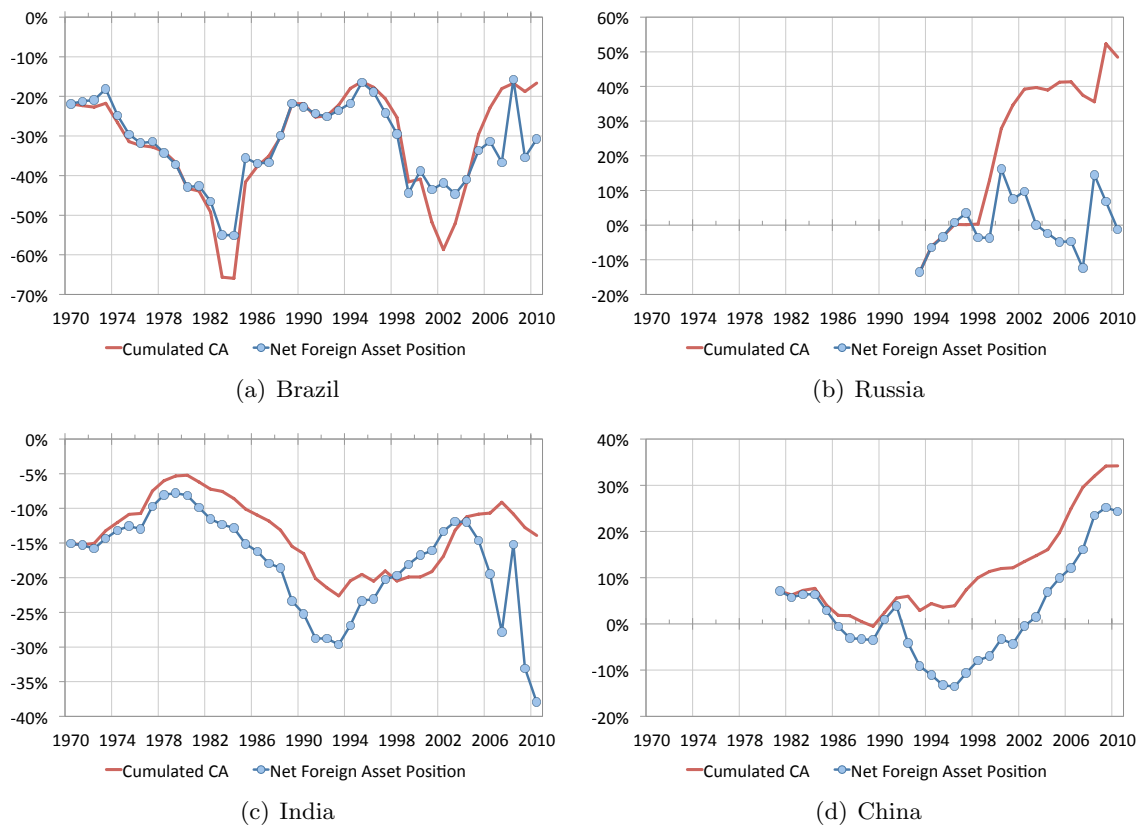 0%
-10%
-20%
-30%
-40%
-50%
-60%
-70%
1970 1974 1978 1982 1986 1990 1994 1998 2002 2006 2010
Cumulated CA Net Foreign Asset Position
(a) Brazil
60%
50%
40%
30%
20%
10%
0%
-10%
-20%
1970 1974 1978 1982 1986 1990 1994 1998 2002 2006 2010
Cumulated CA Net Foreign Asset Position
(b) Russia
0%
-5%
-10%
-15%
-20%
-25%
-30%
-35%
-40%
1970 1974 1978 1982 1986 1990 1994 1998 2002 2006 2010
Cumulated CA Net Foreign Asset Position
(c) India
40%
30%
20%
10%
0%
-10%
-20%
1970 1974 1978 1982 1986 1990 1994 1998 2002 2006 2010
Cumulated CA Net Foreign Asset Position
(d) China